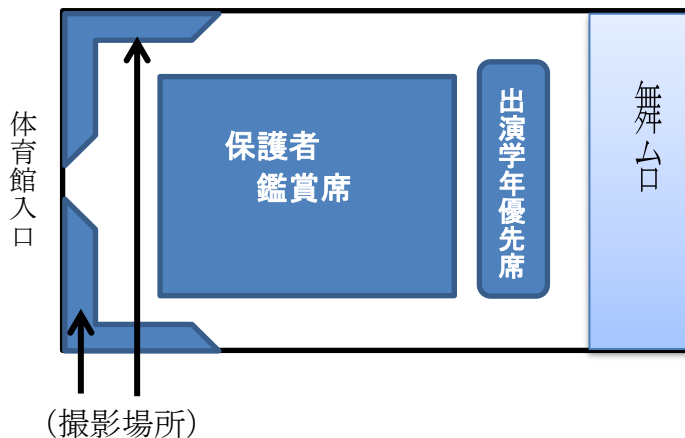 体育館入口
保護者
鑑賞席
出演学年優先席
舞台
（撮影場所）